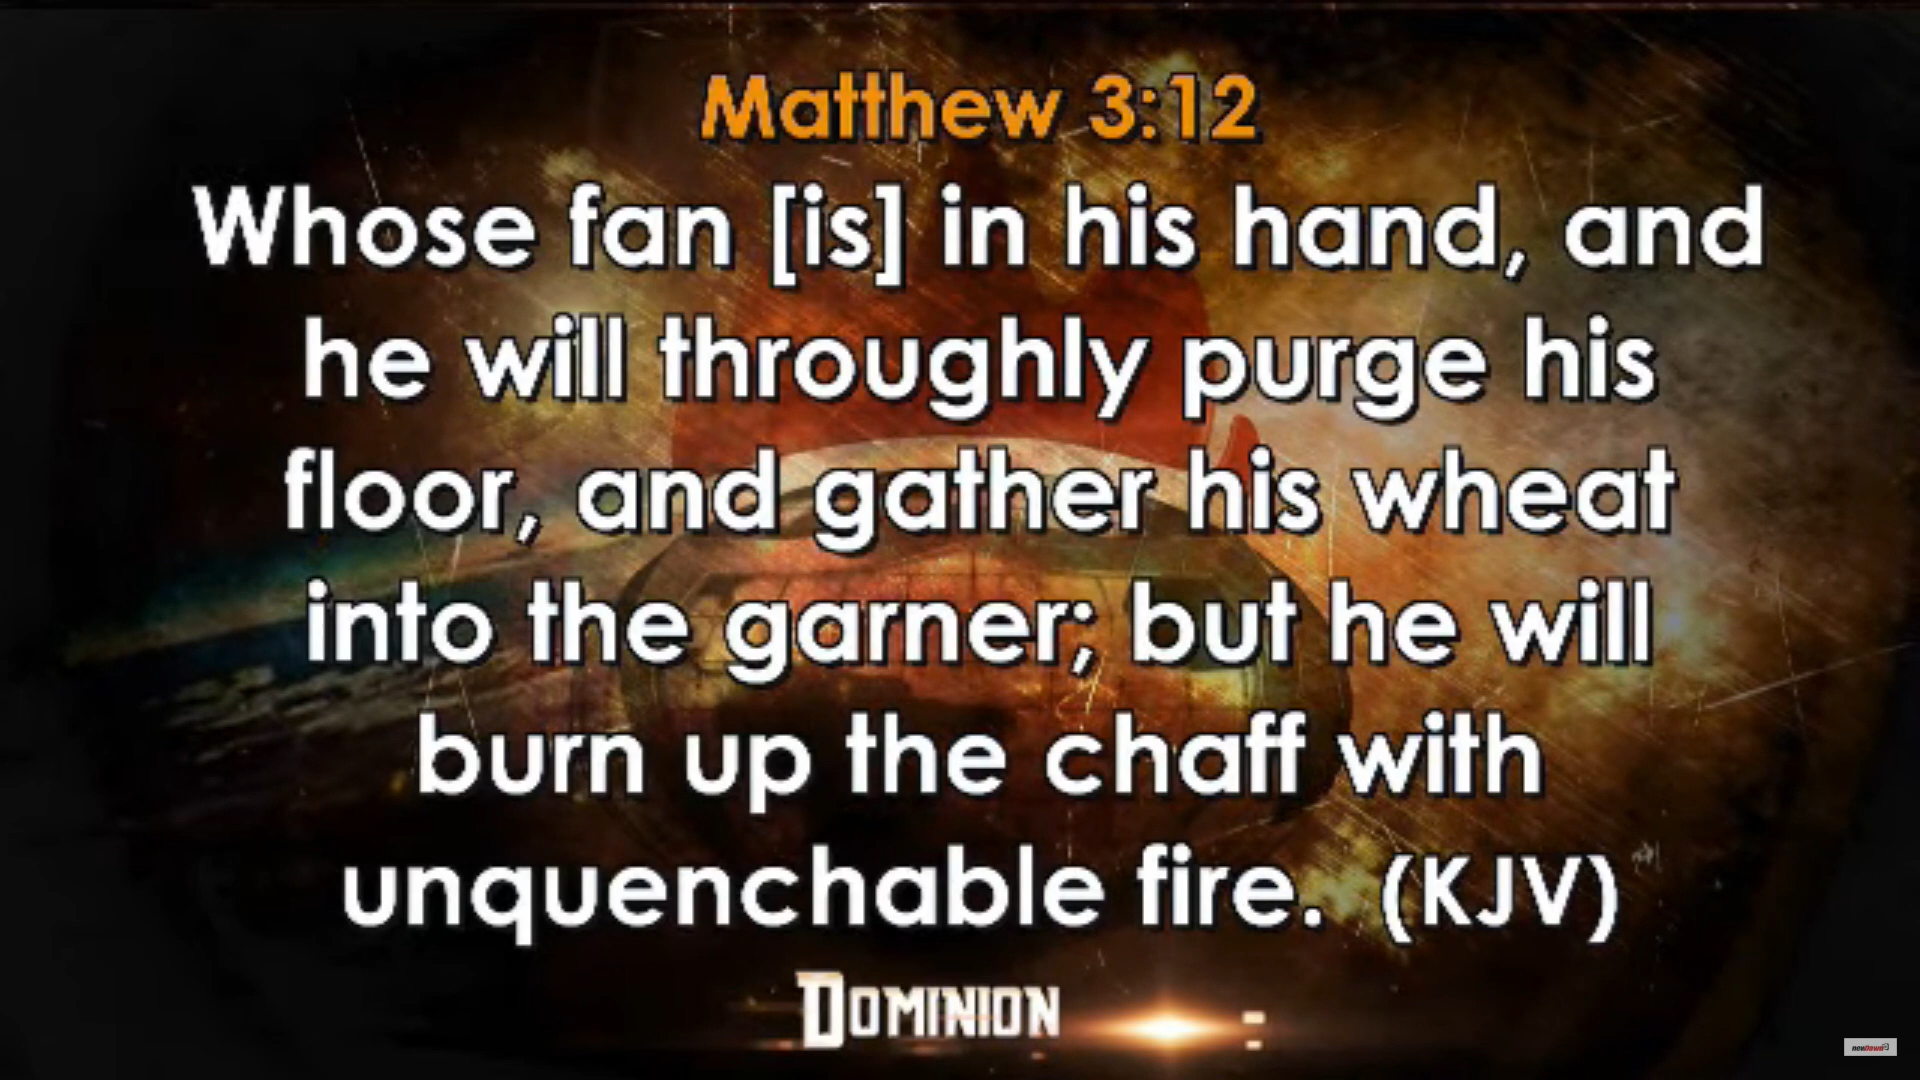 Matthew 3:12
Whose fan [is] in his hand, and
he will throughly purge his
floor, and gather his wheat
into the garner; but he will
burn up the chaff with
unquenchable fire. (KJV)
DOMINION
newdawn